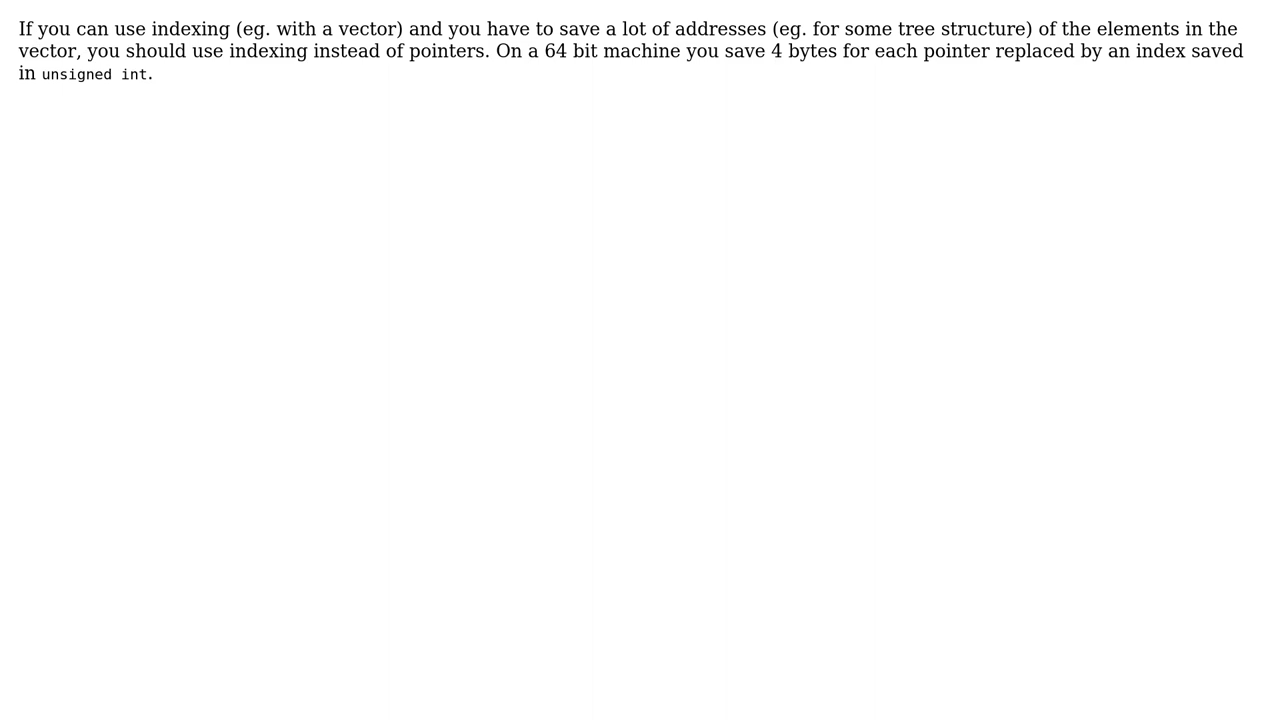 If you can use indexing (eg. with a vector) and you have to save a lot of addresses (eg. for some tree structure) of the elements in the
vector, you should use indexing instead of pointers. On a 64 bit machine you save 4 bytes for each pointer replaced by an index saved
in unsigned int.